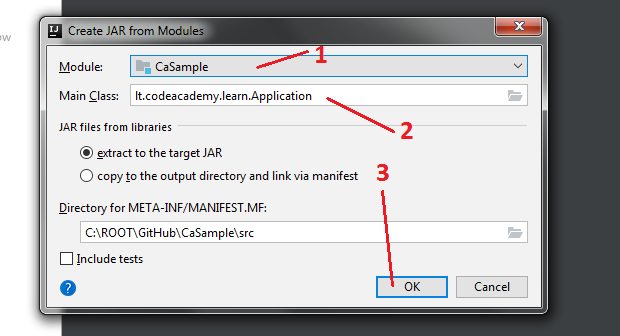 ow
IJ Create JAR from Modules
1
Module: CaSample
Main Class: lt.codeacademy.learn.Application
2
JAR files from libraries
extract to the target JAR
copy to the output directory and link via manifest
3
Directory for META-INF/MANIFEST.MF:
C:\ROOT\GitHub\CaSample\src
Include tests
? OK Cancel